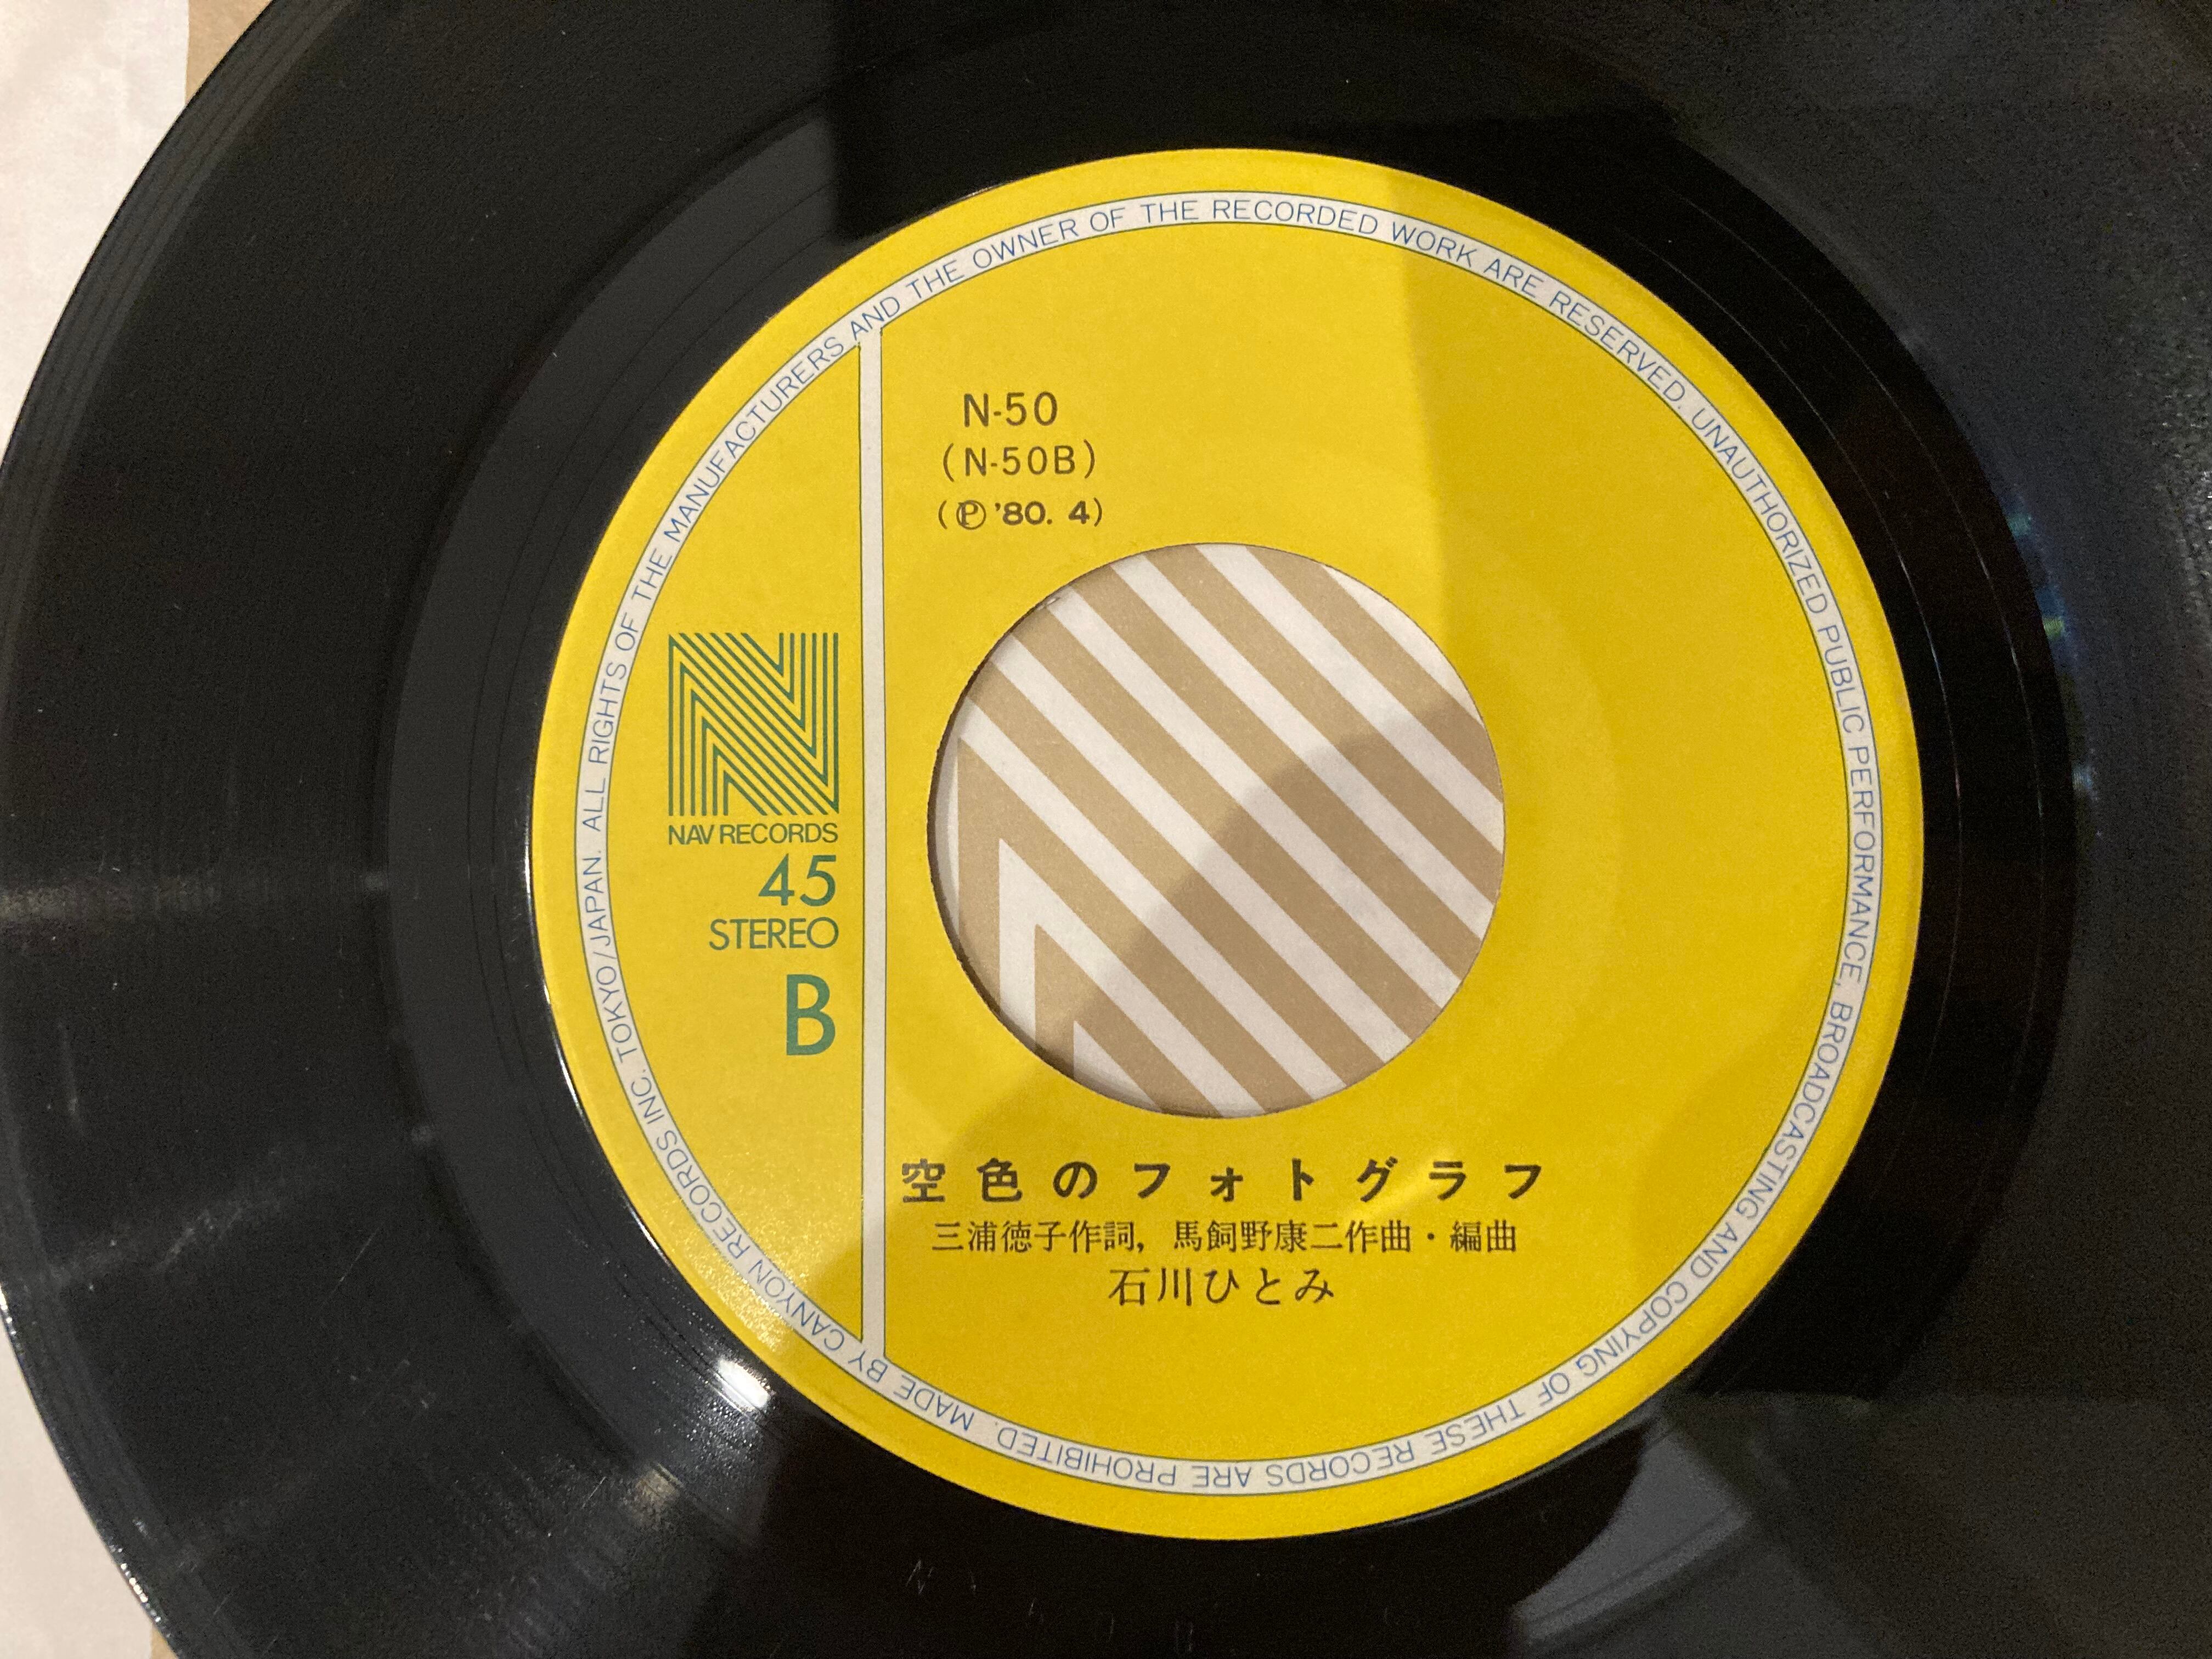 N-50
(N-50B)
(Ⓟ'80. 4)
NAV RECORDS
45
STEREO
B
空色のフォトグラフ
三浦徳子作詞, 馬飼野康二作曲・編曲
石川ひとみ
MADE BY CANYON RECORDS INC. TOKYO/JAPAN. ALL RIGHTS OF THE MANUFACTURERS AND THE OWNER OF THE RECORDED WORK ARE RESERVED. UNAUTHORIZED PUBLIC PERFORMANCE, BROADCASTING AND COPYING OF THESE RECORDS ARE PROHIBITED.